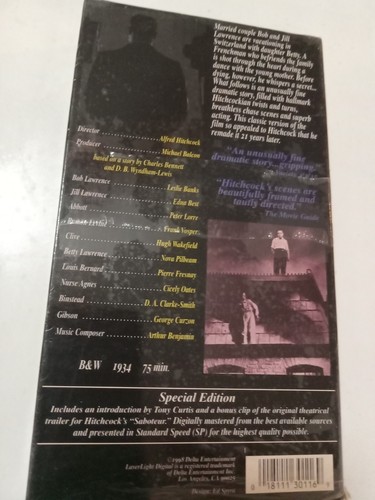 Married couple Bob and Jill
Lawrence are vacationing in
Switzerland with daughter Betty. A
Frenchman who befriends the family
is shot through the heart during a
dance with the young mother. Before
dying, however, he whispers a secret...
What follows is an unusually fine
dramatic story, filled with hallmark
Hitchcockian twists and turns,
breathless chase scenes and superb
acting. This classic version of the
film so appealed to Hitchcock that he
remade it 21 years later.
"An unusually fine
dramatic story...gripping"
"Hitchcock's scenes are
beautifully framed and
tautly directed."
- The Movie Guide
Director Alfred Hitchcock
Producer Michael Balcon
based on a story by Charles Bennett
and D. B. Wyndham-Lewis
Bob Lawrence Leslie Banks
Jill Lawrence Edna Best
Abbott Peter Lorre
Frank Vosper
Clive Hugh Wakefield
Betty Lawrence Nova Pilbeam
Louis Bernard Pierre Fresnay
Nurse Agnes Cicely Oates
Binstead D. A. Clarke-Smith
Gibson George Curzon
Music Composer Arthur Benjamin
B&W 1934 75 min.
Special Edition
Includes an introduction by Tony Curtis and a bonus clip of the original theatrical
trailer for Hitchcock's "Saboteur." Digitally mastered from the best available sources
and presented in Standard Speed (SP) for the highest quality possible.
©1998 Delta Entertainment
LaserLight Digital is a registered trademark
of Delta Entertainment
Los Angeles, CA 90025
8 18111 30116 9